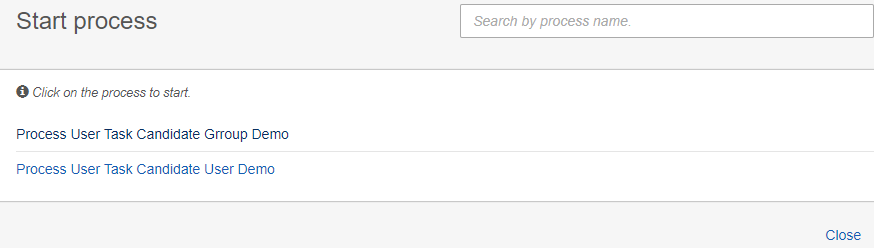 Start process
Search by process name.
Click on the process to start.
Process User Task Candidate Grroup Demo
Process User Task Candidate User Demo
Close